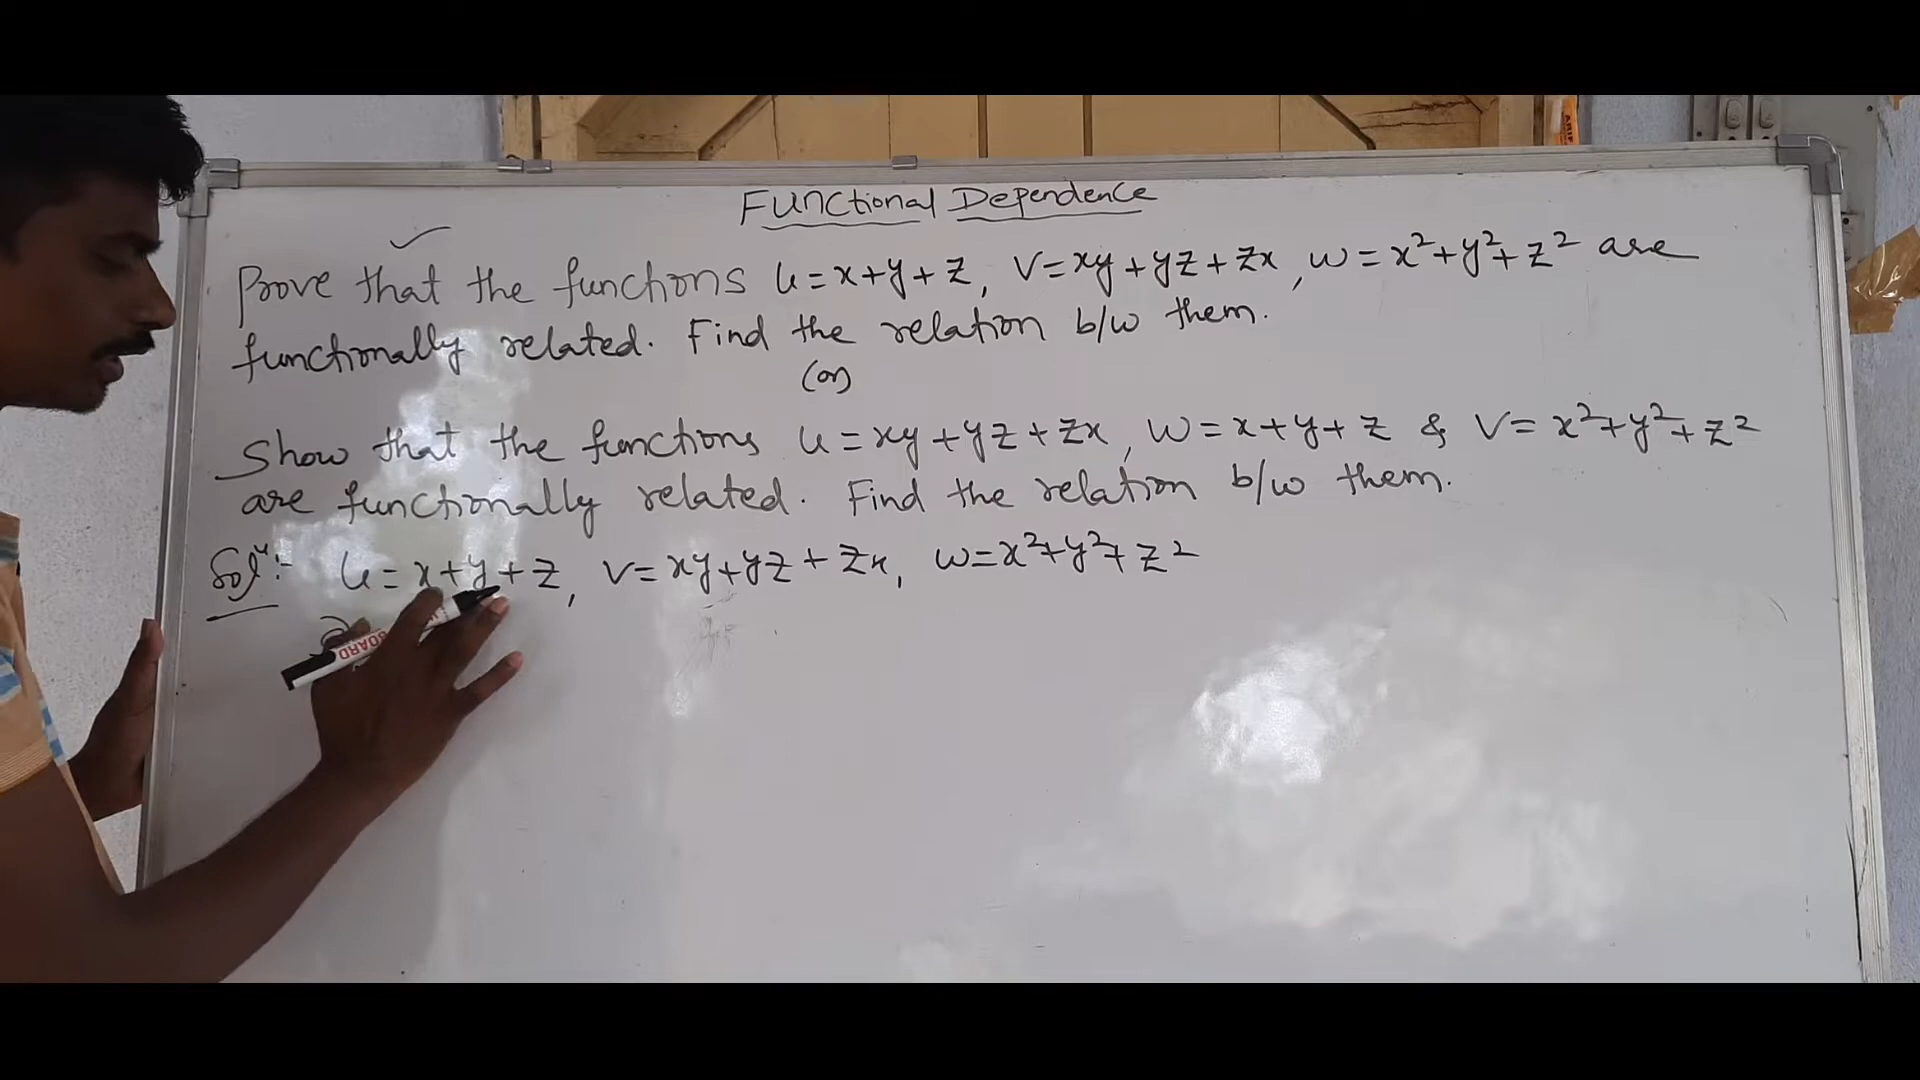 Functional Dependence
Prove that the functions u=x+y+z, v=xy+yz+zx, w=x²+y²+z² are
functionally related. Find the relation b/w them.
(or)
Show that the functions u=xy+yz+zx, w=x+y+z & v=x²+y²+z²
are functionally related. Find the relation b/w them.
Solⁿ:- u=x+y+z, v=xy+yz+zx, w=x²+y²+z²
BOARD